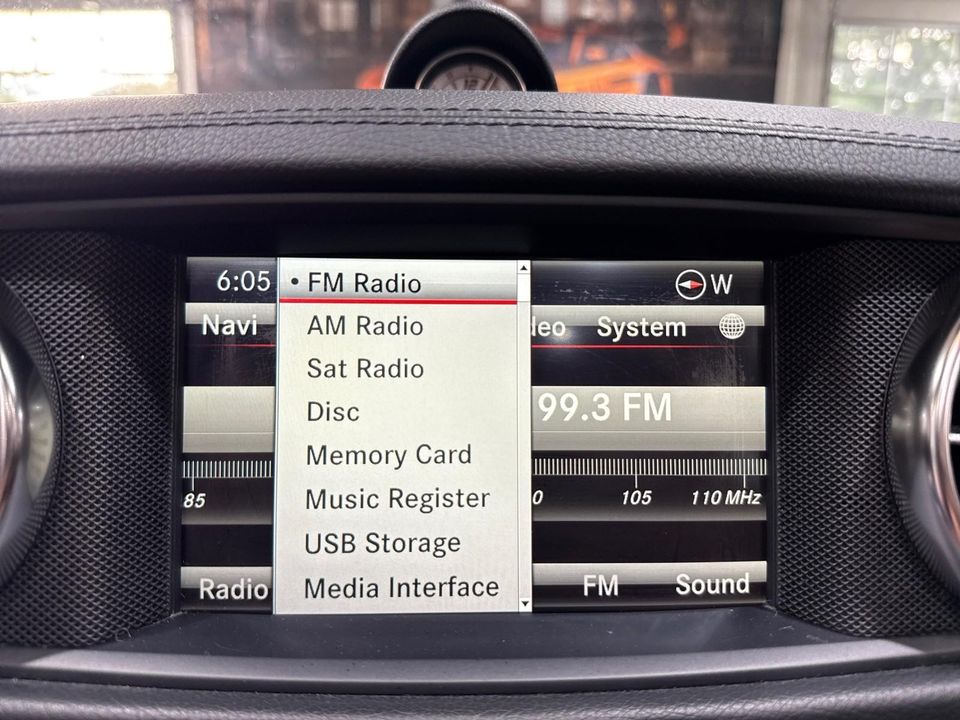 6:05
W
Navi
System
FM Radio
AM Radio
Sat Radio
Disc
Memory Card
Music Register
USB Storage
Media Interface
99.3 FM
85
105
110 MHz
Radio
FM
Sound